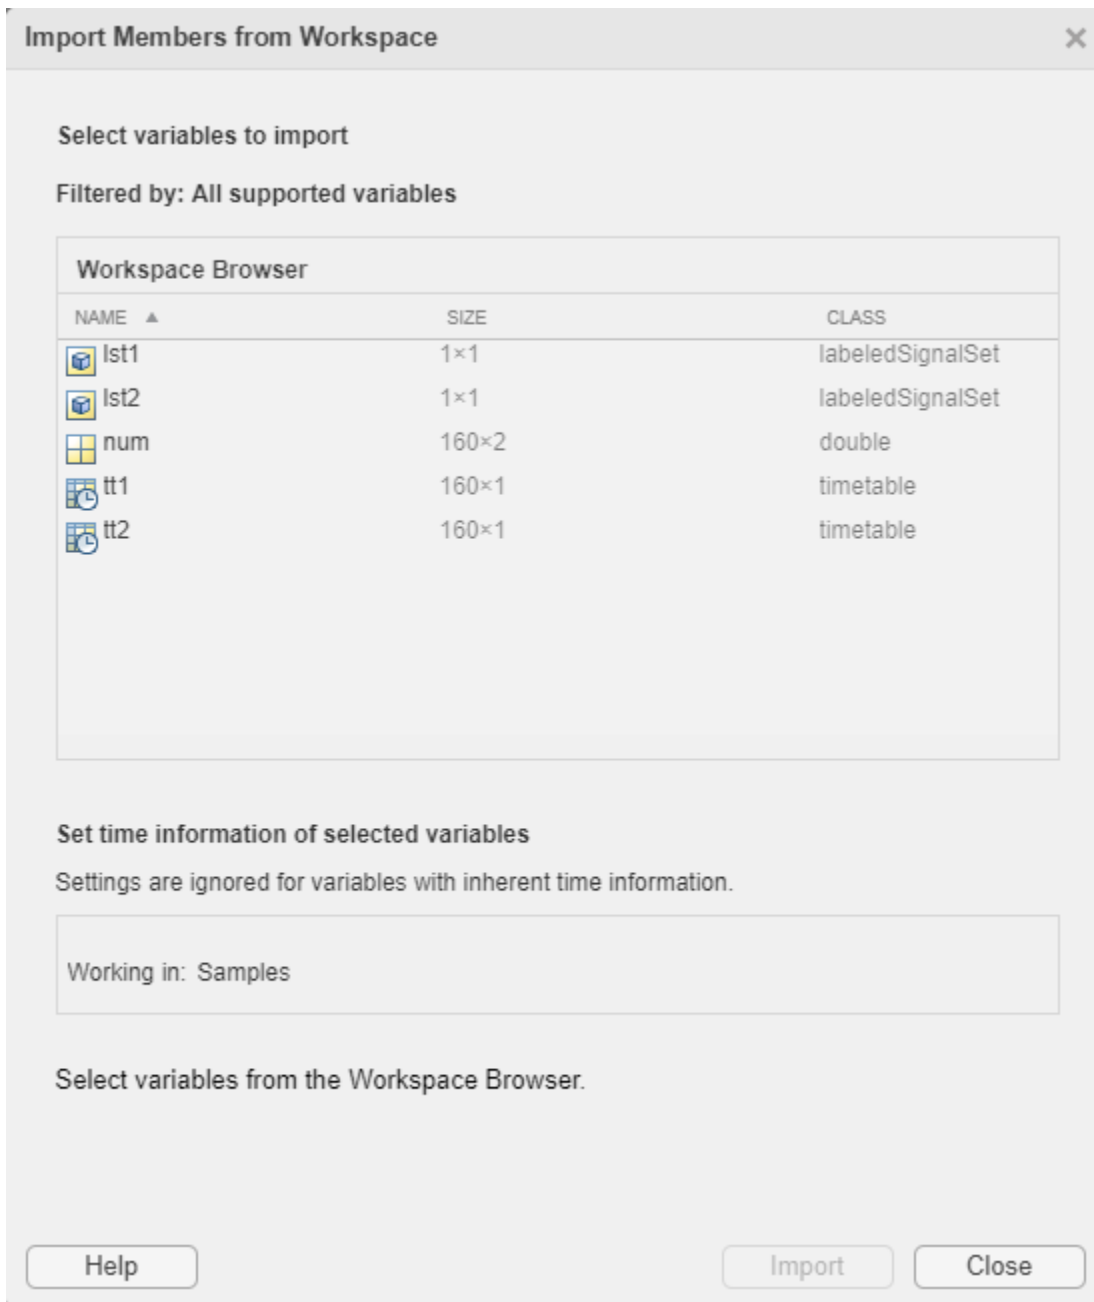 Import Members from Workspace ×
Select variables to import
Filtered by: All supported variables
Workspace Browser
NAME ▲ SIZE CLASS
lst1 1×1 labeledSignalSet
lst2 1×1 labeledSignalSet
num 160×2 double
tt1 160×1 timetable
tt2 160×1 timetable
Set time information of selected variables
Settings are ignored for variables with inherent time information.
Working in: Samples
Select variables from the Workspace Browser.
Help Import Close